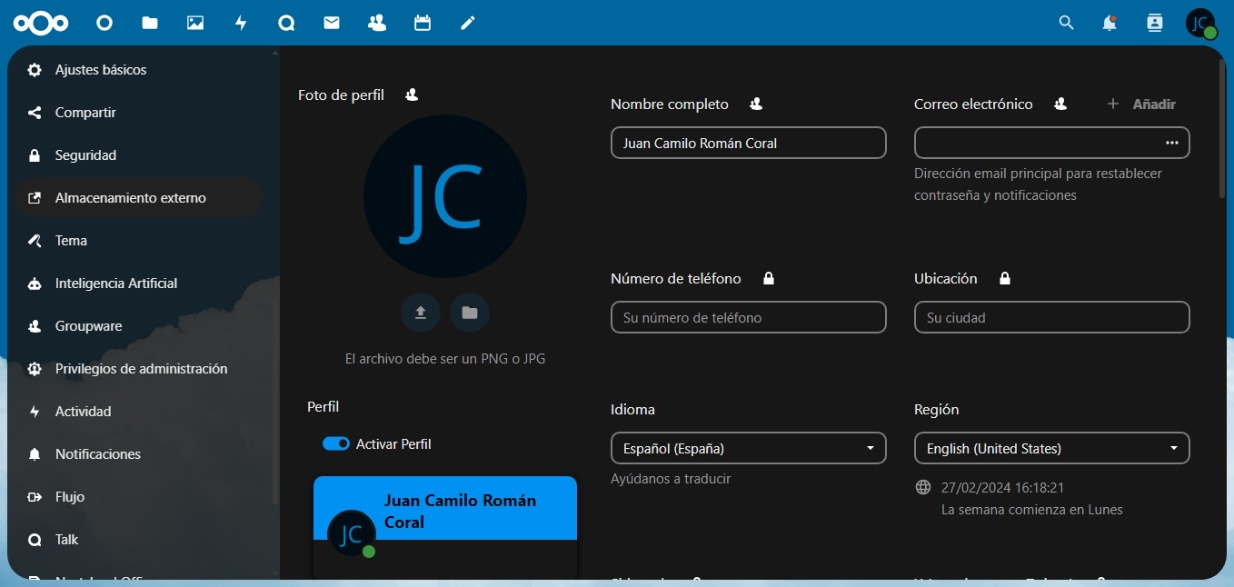 JC
Ajustes básicos
Compartir
Seguridad
Almacenamiento externo
Tema
Inteligencia Artificial
Groupware
Privilegios de administración
Actividad
Notificaciones
Flujo
Talk
Foto de perfil
JC
El archivo debe ser un PNG o JPG
Perfil
Activar Perfil
Juan Camilo Román
Coral
JC
Nombre completo
Juan Camilo Román Coral
Correo electrónico
+ Añadir
Dirección email principal para restablecer
contraseña y notificaciones
Número de teléfono
Su número de teléfono
Ubicación
Su ciudad
Idioma
Español (España)
Ayúdanos a traducir
Región
English (United States)
27/02/2024 16:18:21
La semana comienza en Lunes